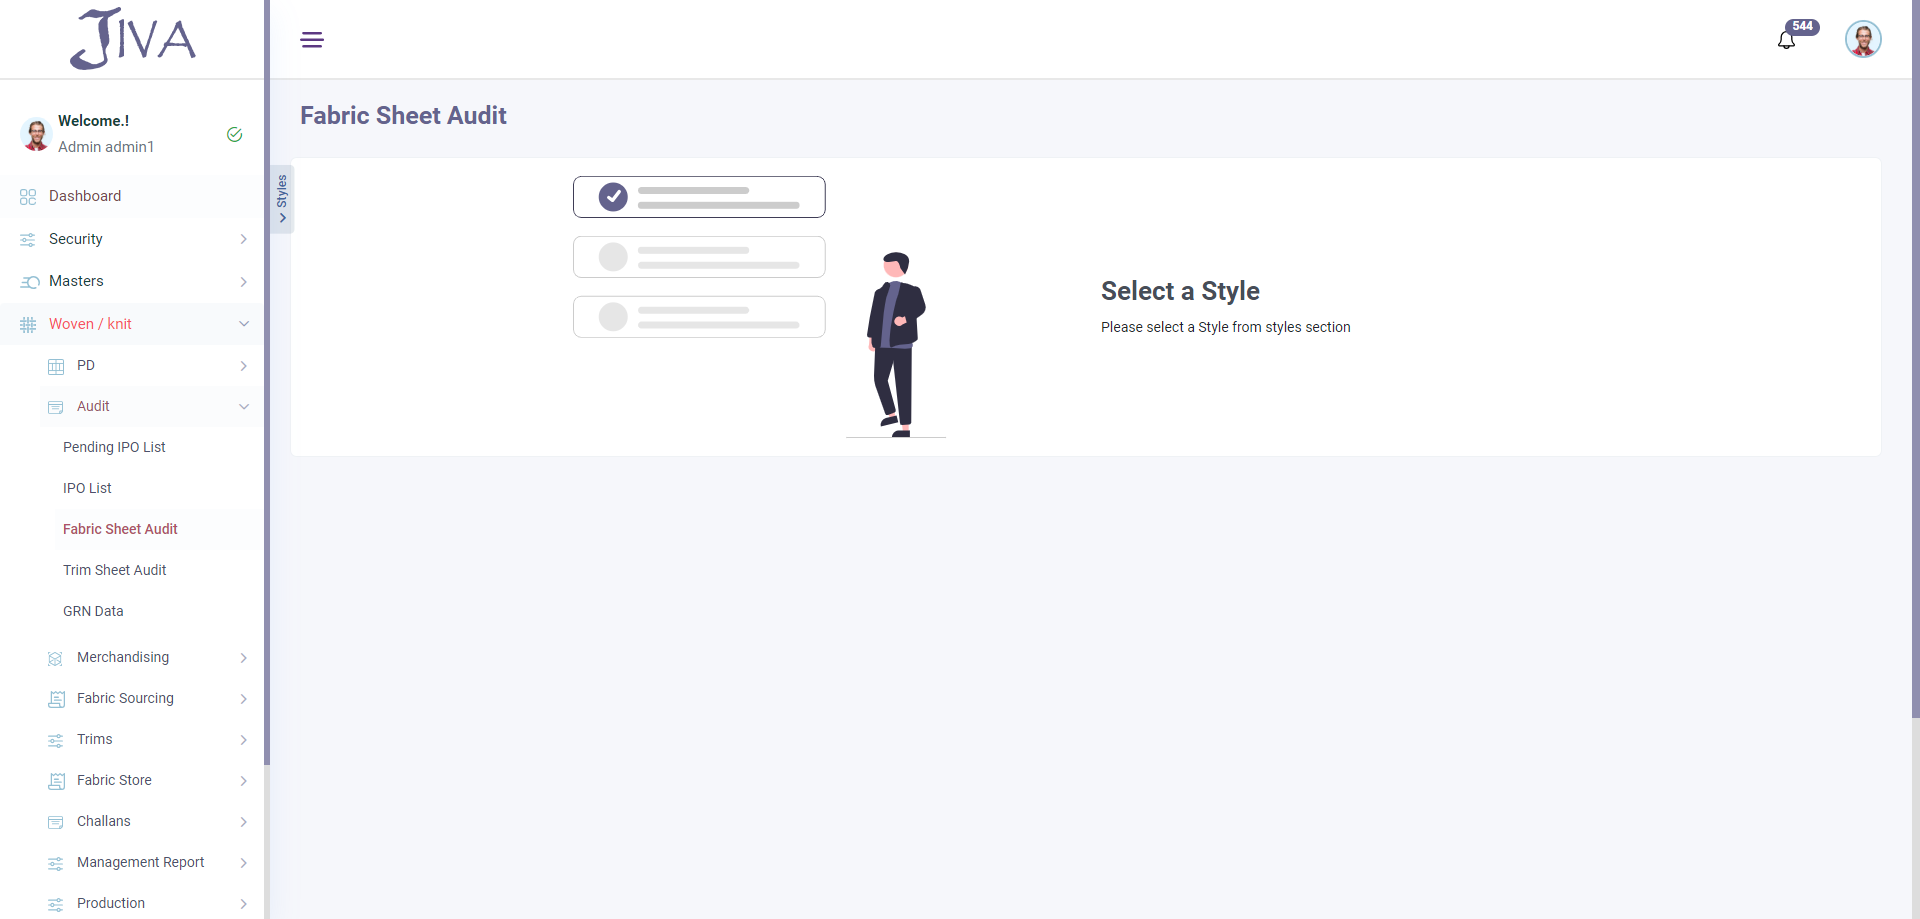 JIVA
544
Welcome.!
Admin admin1
Dashboard
Security
Masters
Woven / knit
PD
Audit
Pending IPO List
IPO List
Fabric Sheet Audit
Trim Sheet Audit
GRN Data
Merchandising
Fabric Sourcing
Trims
Fabric Store
Challans
Management Report
Production
Styles
Fabric Sheet Audit
Select a Style
Please select a Style from styles section